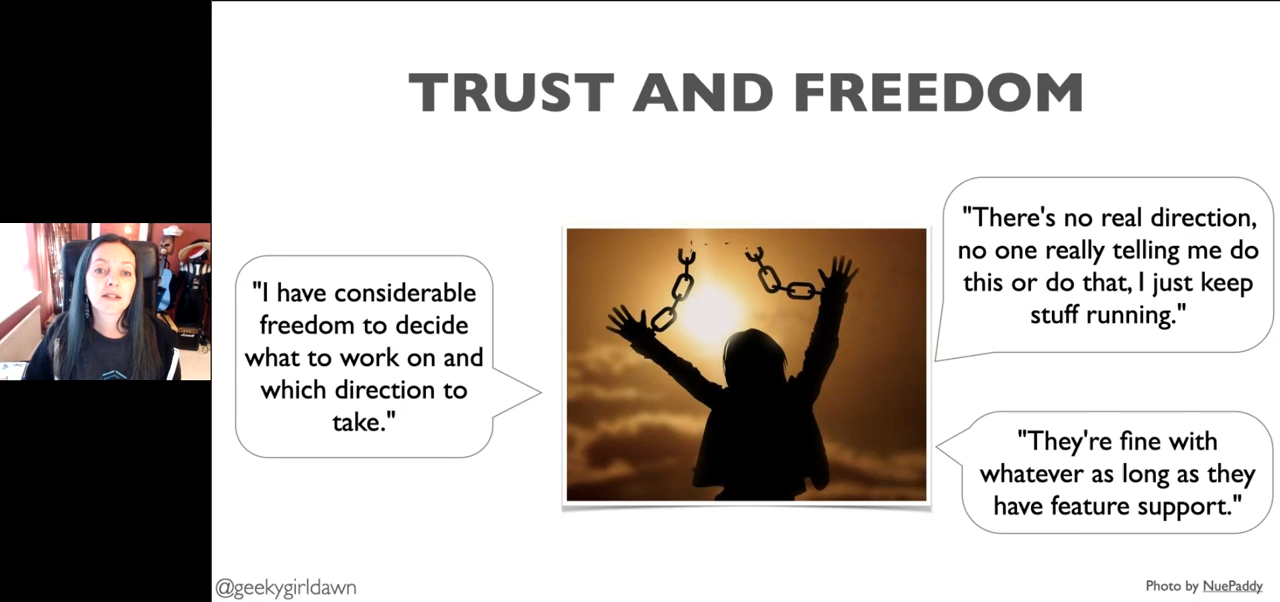 TRUST AND FREEDOM
"I have considerable
freedom to decide
what to work on and
which direction to
take."
"There's no real direction,
no one really telling me do
this or do that, I just keep
stuff running."
"They're fine with
whatever as long as they
have feature support."
@geekygirldawn
Photo by NuePaddy